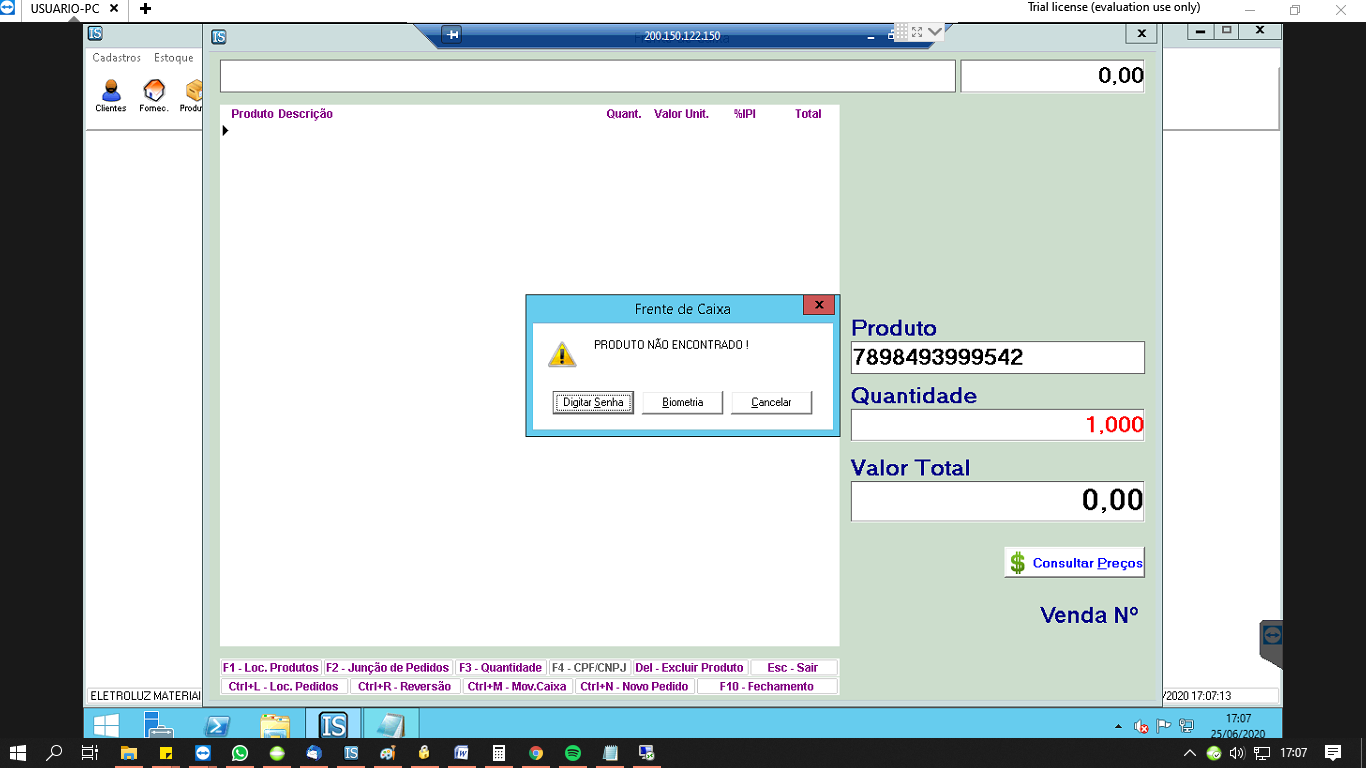 USUARIO-PC
Trial license (evaluation use only)
200.150.122.150
Cadastros Estoque
Clientes Fornec. Produ
0,00
Produto Descrição Quant. Valor Unit. %IPI Total
Frente de Caixa
PRODUTO NÃO ENCONTRADO !
Digitar Senha Biometria Cancelar
Produto
7898493999542
Quantidade
1,000
Valor Total
0,00
$ Consultar Preços
Venda Nº
F1 - Loc. Produtos F2 - Junção de Pedidos F3 - Quantidade F4 - CPF/CNPJ Del - Excluir Produto Esc - Sair
Ctrl+L - Loc. Pedidos Ctrl+R - Reversão Ctrl+M - Mov.Caixa Ctrl+N - Novo Pedido F10 - Fechamento
ELETROLUZ MATERIAI
/2020 17:07:13
IS
17:07
25/06/2020
17:07